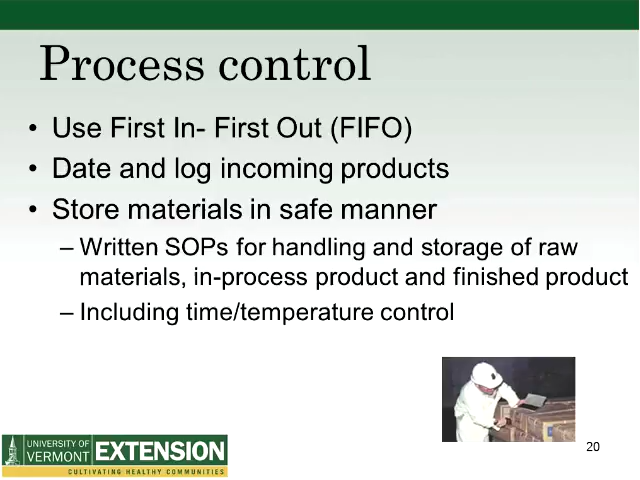 Process control
• Use First In- First Out (FIFO)
• Date and log incoming products
• Store materials in safe manner
– Written SOPs for handling and storage of raw
materials, in-process product and finished product
– Including time/temperature control
20
UNIVERSITY OF
VERMONT EXTENSION
CULTIVATING HEALTHY COMMUNITIES